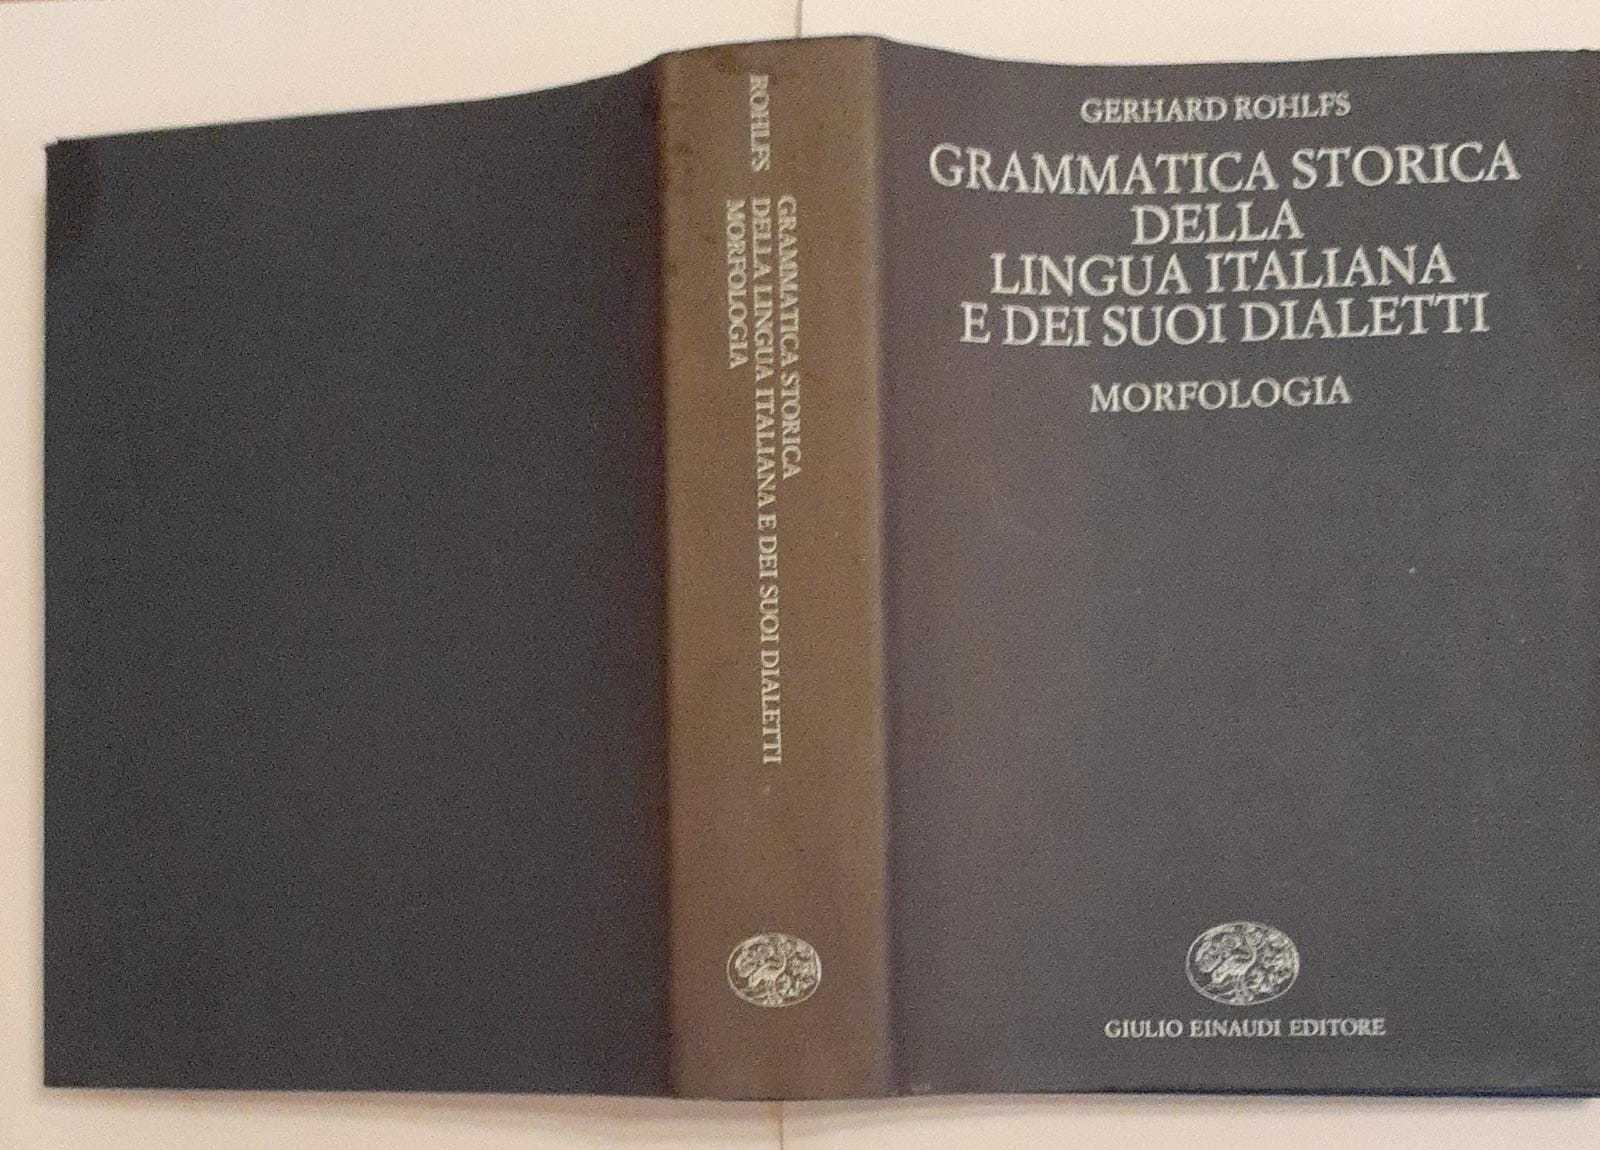 ROHLFS
GRAMMATICA STORICA
DELLA LINGUA ITALIANA E DEI SUOI DIALETTI
MORFOLOGIA
GERHARD ROHLFS
GRAMMATICA STORICA
DELLA
LINGUA ITALIANA
E DEI SUOI DIALETTI
MORFOLOGIA
GIULIO EINAUDI EDITORE